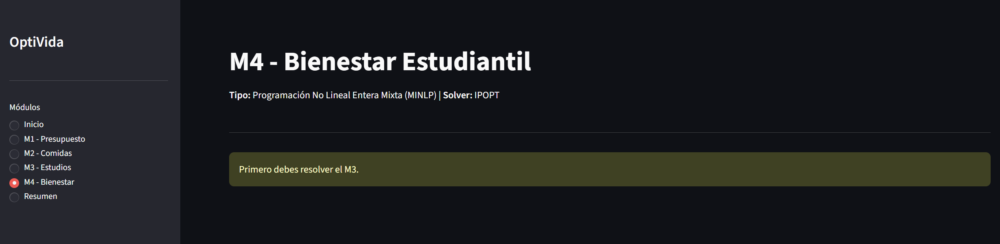 OptiVida
Módulos
Inicio
M1 - Presupuesto
M2 - Comidas
M3 - Estudios
M4 - Bienestar
Resumen
M4 - Bienestar Estudiantil
Tipo: Programación No Lineal Entera Mixta (MINLP) | Solver: IPOPT
Primero debes resolver el M3.